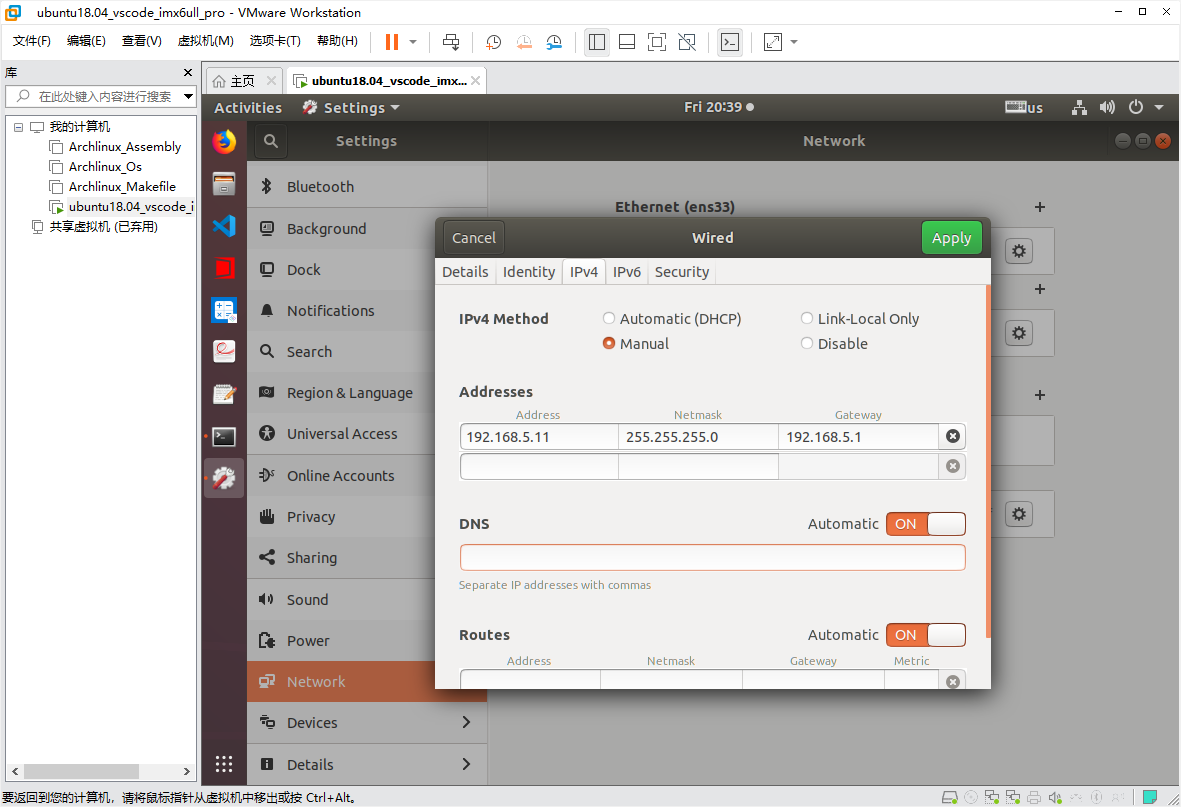 ubuntu18.04_vscode_imx6ull_pro - VMware Workstation
文件(F) 编辑(E) 查看(V) 虚拟机(M) 选项卡(T) 帮助(H)
库
在此处键入内容进行搜索
我的计算机
Archlinux_Assembly
Archlinux_Os
Archlinux_Makefile
ubuntu18.04_vscode_i
共享虚拟机 (已弃用)
主页
ubuntu18.04_vscode_imx...
Activities Settings Fri 20:39 us
Settings
Network
Bluetooth
Background
Dock
Notifications
Search
Region & Language
Universal Access
Online Accounts
Privacy
Sharing
Sound
Power
Network
Devices
Details
Ethernet (ens33)
Cancel Wired Apply
Details Identity IPv4 IPv6 Security
IPv4 Method Automatic (DHCP) Link-Local Only
Manual Disable
Addresses
Address Netmask Gateway
192.168.5.11 255.255.255.0 192.168.5.1
DNS Automatic ON
Separate IP addresses with commas
Routes Automatic ON
Address Netmask Gateway Metric
要返回到您的计算机，请将鼠标指针从虚拟机中移出或按 Ctrl+Alt。